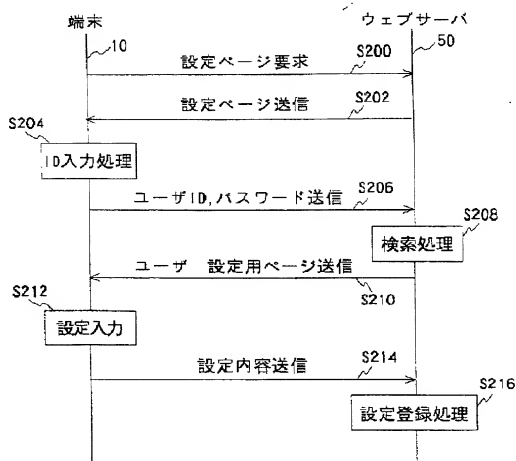 端末
ウェブサーバ
10
50
設定ページ要求
S200
設定ページ送信
S202
S204
ID入力処理
ユーザID,パスワード送信
S206
S208
検索処理
ユーザ 設定用ページ送信
S210
S212
設定入力
設定内容送信
S214
S216
設定登録処理